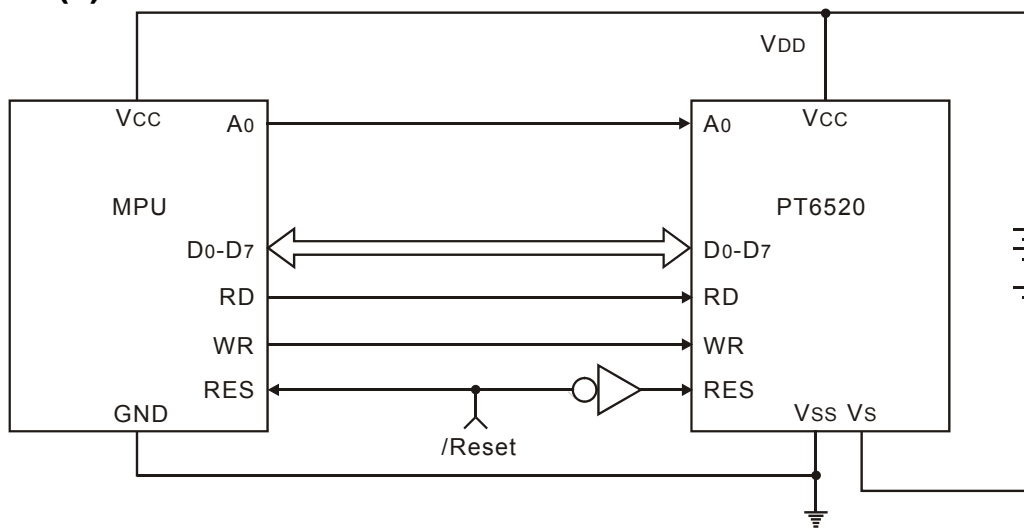 VDD
VCC
A0
MPU
D0-D7
RD
WR
RES
GND
/Reset
A0
VCC
PT6520
D0-D7
RD
WR
RES
VSS VS